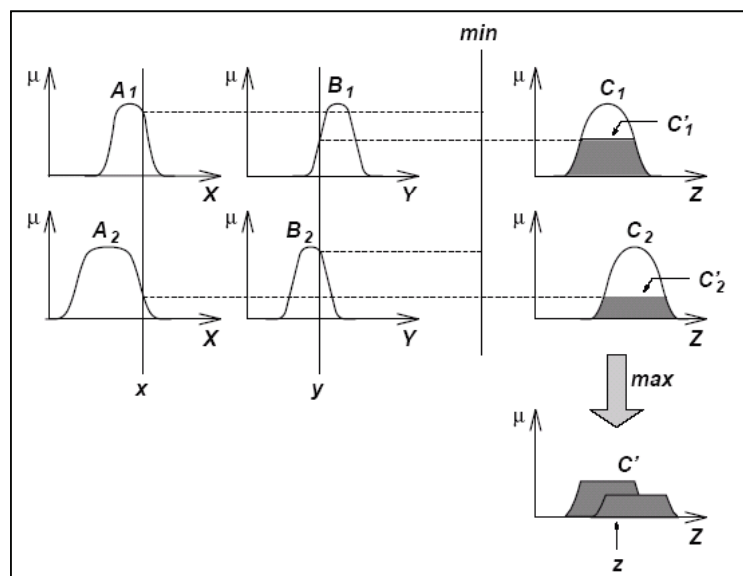 min
μ A1 μ B1 μ C1
C'1
X Y Z
μ A2 μ B2 μ C2
C'2
X Y Z
x y max
μ C'
Z
z